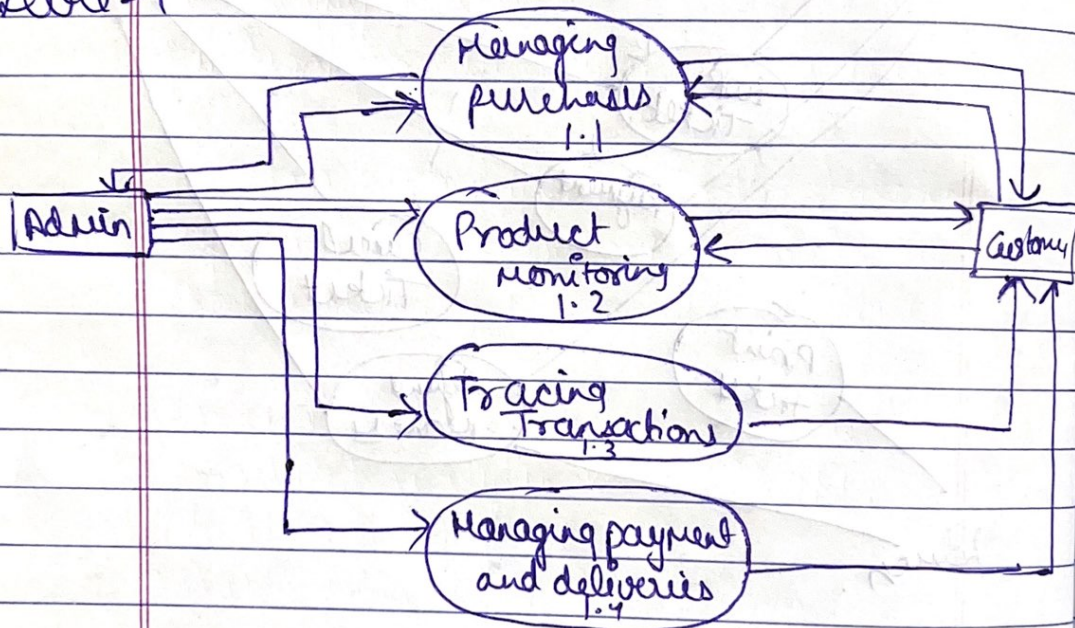 Managing
purchases
1.1
Admin
Product
Monitoring
1.2
Customer
Tracing
Transactions
1.3
Managing payment
and deliveries
1.4